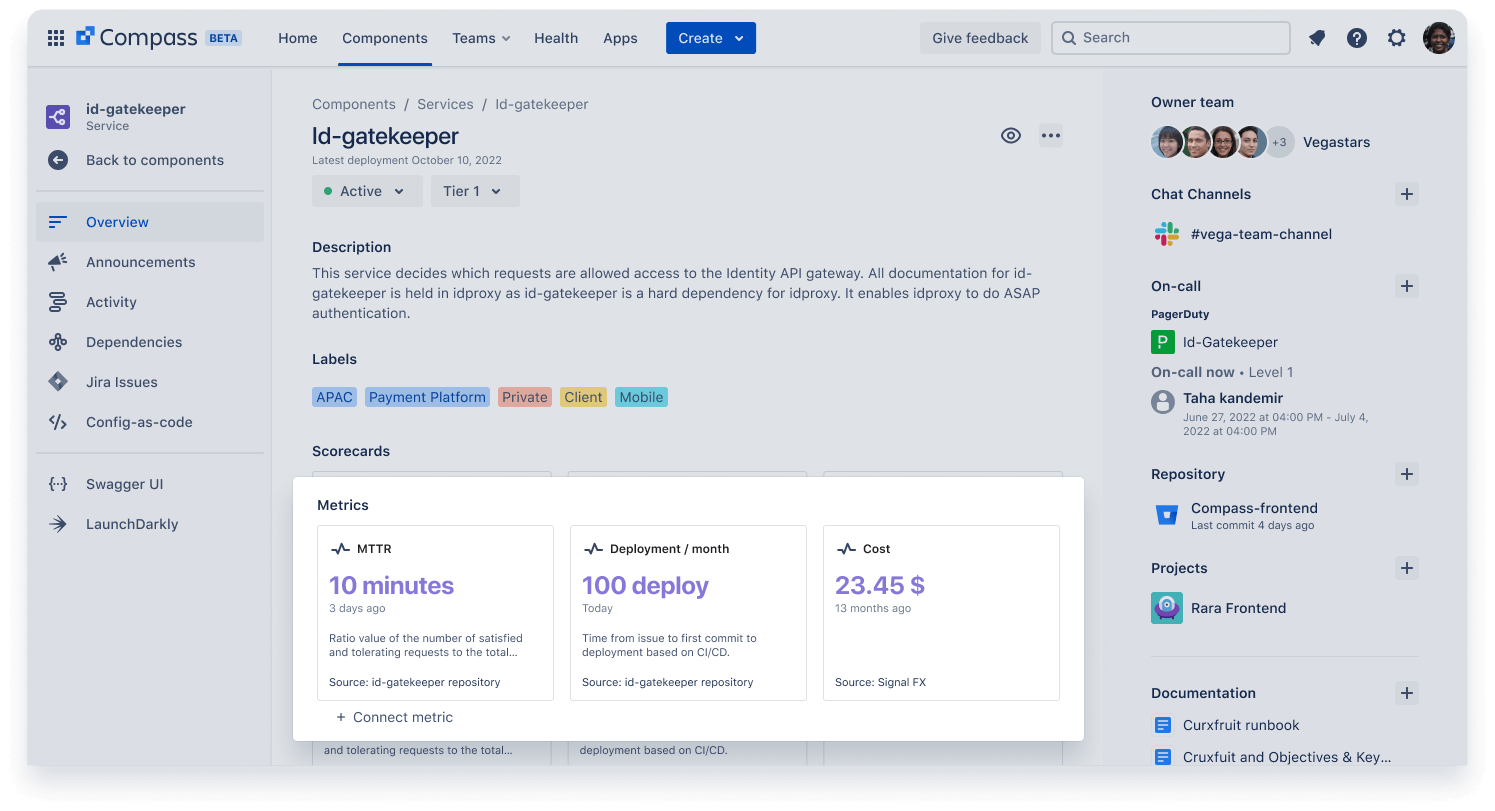 Compass BETA Home Components Teams Health Apps Create Give feedback Search
id-gatekeeper
Service
Back to components
Overview
Announcements
Activity
Dependencies
Jira Issues
Config-as-code
Swagger UI
LaunchDarkly
Components / Services / Id-gatekeeper
Id-gatekeeper
Latest deployment October 10, 2022
Active Tier 1
Description
This service decides which requests are allowed access to the Identity API gateway. All documentation for id-
gatekeeper is held in idproxy as id-gatekeeper is a hard dependency for idproxy. It enables idproxy to do ASAP
authentication.
Labels
APAC Payment Platform Private Client Mobile
Scorecards
Metrics
MTTR
10 minutes
3 days ago
Ratio value of the number of satisfied
and tolerating requests to the total...
Source: id-gatekeeper repository
Deployment / month
100 deploy
Today
Time from issue to first commit to
deployment based on CI/CD.
Source: id-gatekeeper repository
Cost
23.45 $
13 months ago
Source: Signal FX
+ Connect metric
and tolerating requests to the total...
deployment based on CI/CD.
Owner team
+3 Vegastars
Chat Channels
#vega-team-channel
On-call
PagerDuty
P Id-Gatekeeper
On-call now • Level 1
Taha kandemir
June 27, 2022 at 04:00 PM - July 4,
2022 at 04:00 PM
Repository
Compass-frontend
Last commit 4 days ago
Projects
Rara Frontend
Documentation
Curxfruit runbook
Cruxfuit and Objectives & Key...